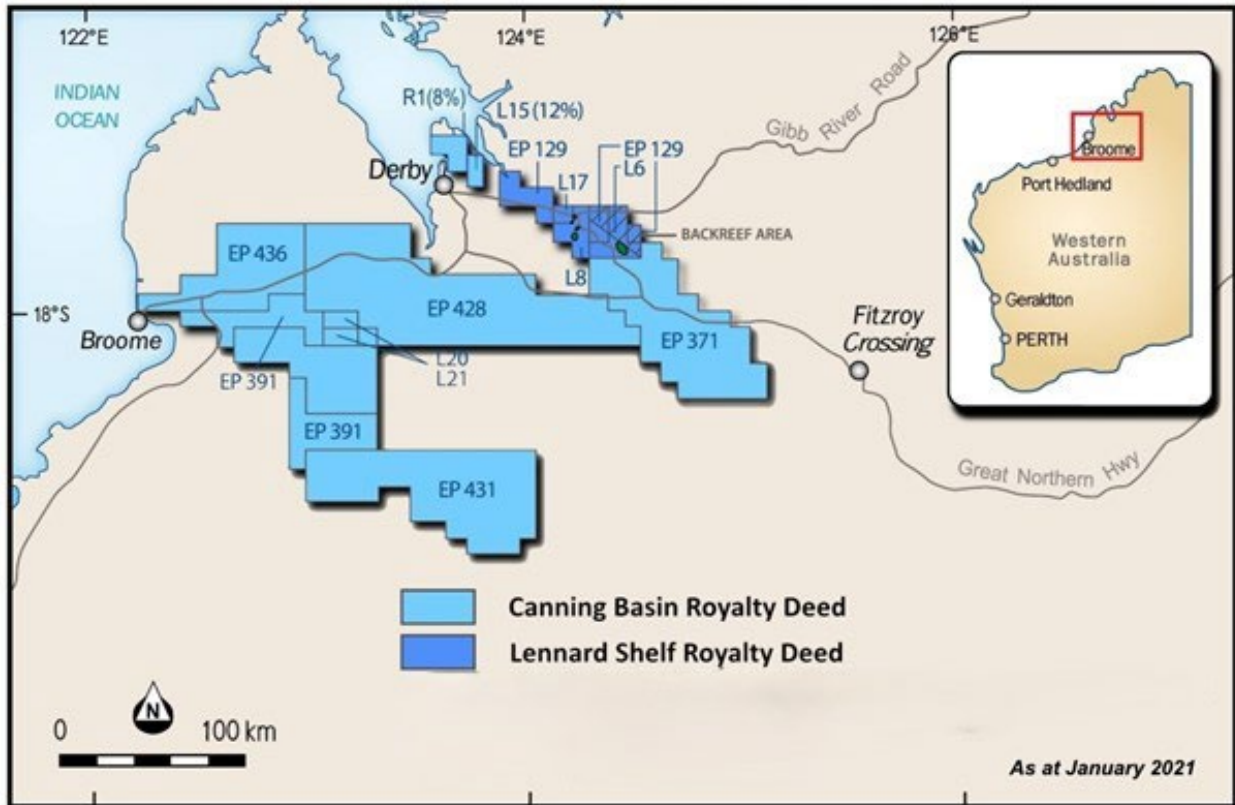 122°E
124°E
126°E
INDIAN
OCEAN
R1(8%)
L15 (12%)
EP 129
L17
EP 129
L6
Gibb River Road
Derby
BACKREEF AREA
L8
EP 436
EP 428
EP 371
18°S
Broome
Fitzroy
Crossing
L20
L21
EP 391
EP 391
EP 431
Great Northern Hwy
Broome
Port Hedland
Western
Australia
Geraldton
PERTH
Canning Basin Royalty Deed
Lennard Shelf Royalty Deed
N
0 100 km
As at January 2021